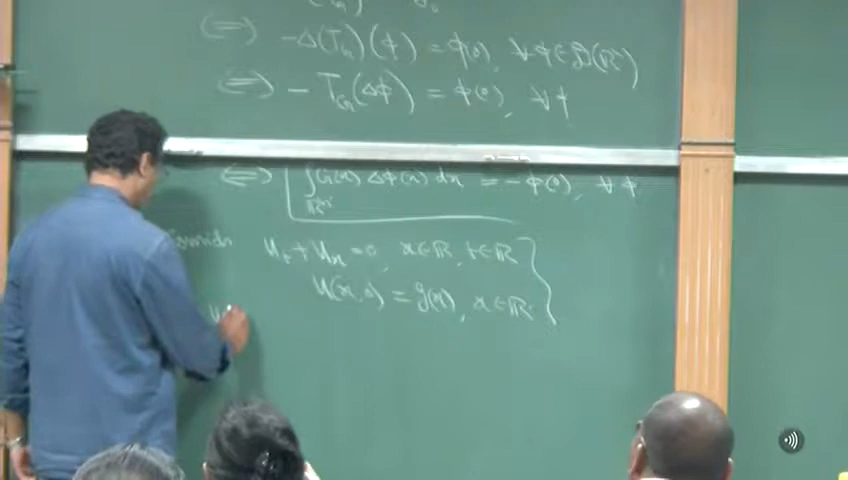 ⟺ -Δ(T_G)(φ) = φ(0), ∀ φ ∈ 𝒟(ℝⁿ)
⟺ - T_G(Δφ) = φ(0), ∀ φ
⟺ ∫_{ℝⁿ} G(x) Δφ(x) dx = -φ(0), ∀ φ
u_t + u_x = 0, x∈ℝ, t∈ℝ
u(x,0) = g(x), x∈ℝ
u